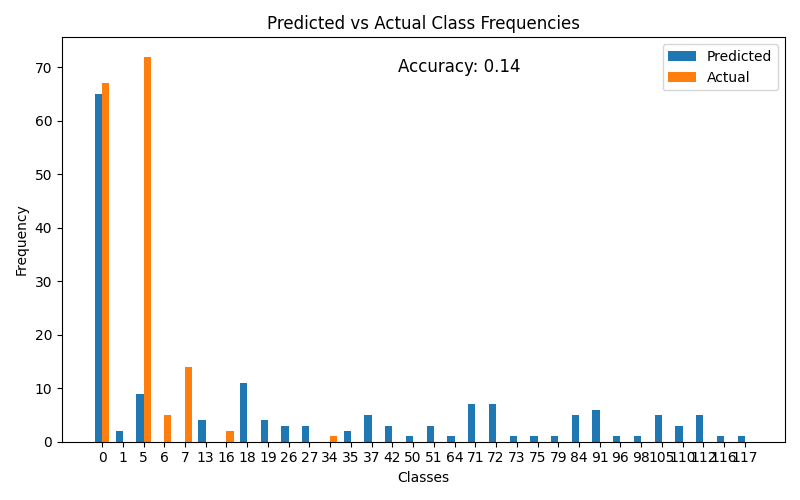 Predicted vs Actual Class Frequencies
Accuracy: 0.14
Predicted
Actual
Frequency
70
60
50
40
30
20
10
0
0 1 5 6 7 13 16 18 19 26 27 34 35 37 42 50 51 64 71 72 73 75 79 84 91 96 98 105 110 112 116 117
Classes